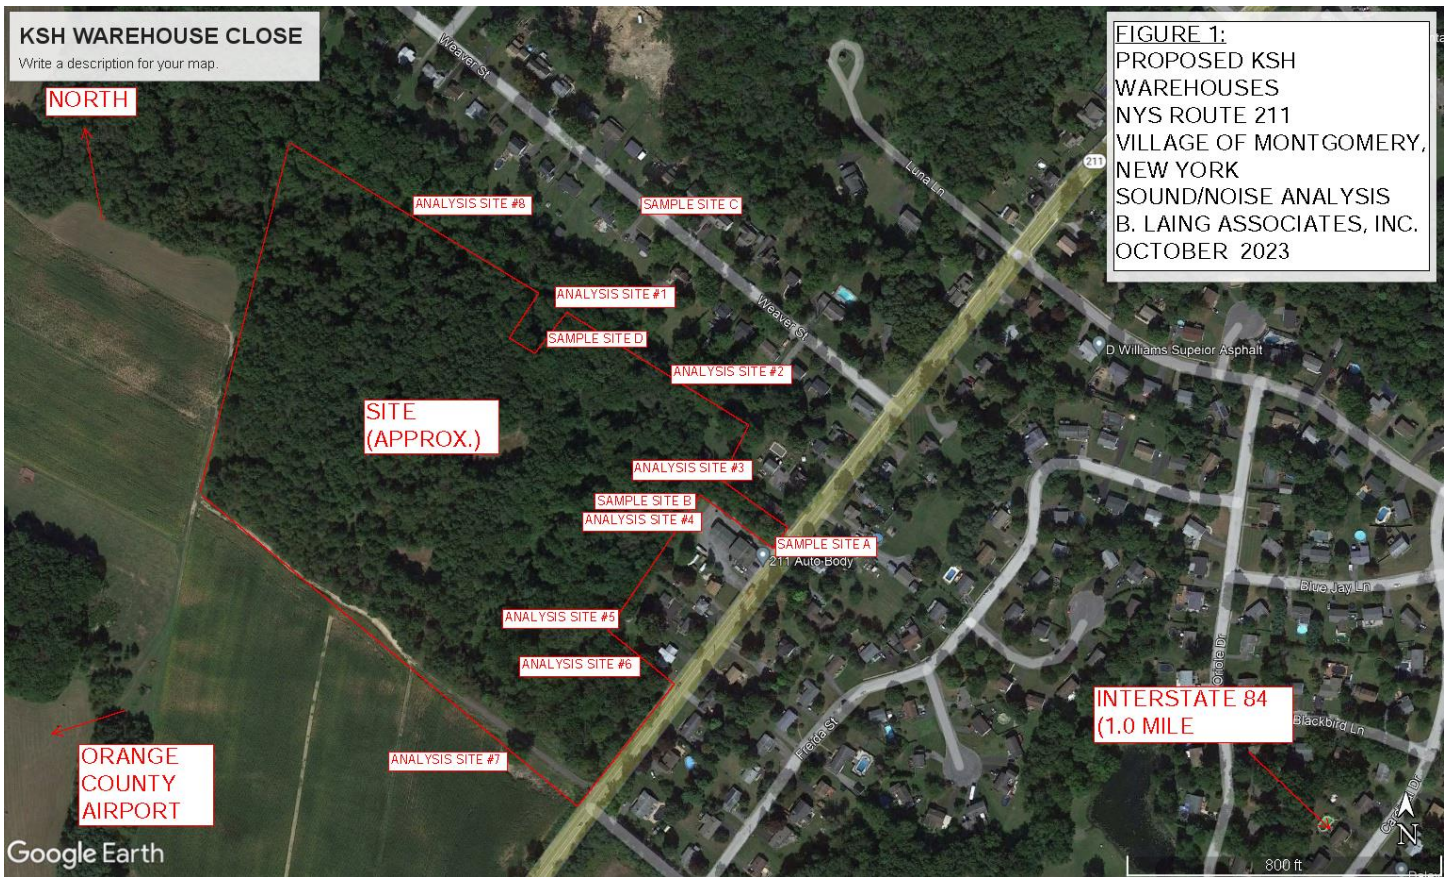 KSH WAREHOUSE CLOSE
Write a description for your map.
NORTH
FIGURE 1:
PROPOSED KSH
WAREHOUSES
NYS ROUTE 211
VILLAGE OF MONTGOMERY,
NEW YORK
SOUND/NOISE ANALYSIS
B. LAING ASSOCIATES, INC.
OCTOBER 2023
Weaver St
211
Luna Ln
ANALYSIS SITE #8
SAMPLE SITE C
ANALYSIS SITE #1
Weaver St
SAMPLE SITE D
D Williams Supeior Asphalt
ANALYSIS SITE #2
SITE
(APPROX.)
ANALYSIS SITE #3
SAMPLE SITE B
ANALYSIS SITE #4
SAMPLE SITE A
211 Auto Body
Blue Jay Ln
ANALYSIS SITE #5
ANALYSIS SITE #6
Oriole Dr
INTERSTATE 84
(1.0 MILE
Blackbird Ln
Freida St
ANALYSIS SITE #7
ORANGE
COUNTY
AIRPORT
Dr
N
Google Earth
800 ft